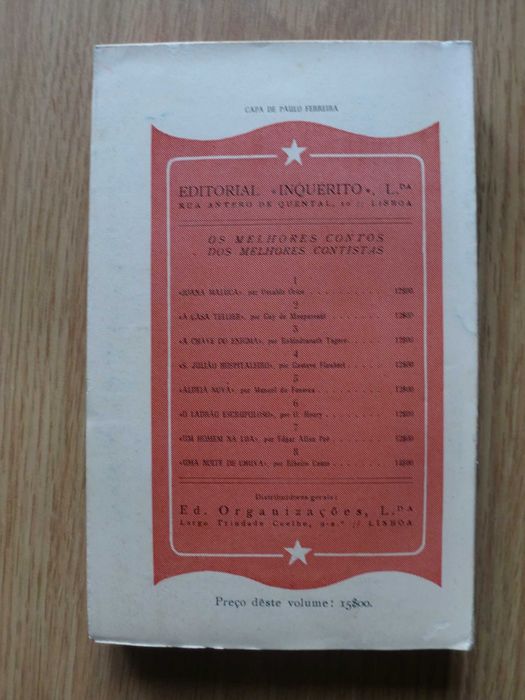 CAPA DE PAULO FERREIRA
EDITORIAL «INQUÉRITO», L.DA
RUA ANTERO DE QUENTAL, 10 // LISBOA
OS MELHORES CONTOS
DOS MELHORES CONTISTAS
1
«JOANA MALUCA», por Osvaldo Orico . . . . . . . . . . 12$00
2
«A CASA TELLIER», por Guy de Maupassant . . . . . . . . 12$00
3
«A CHAVE DO ENIGMA», por Rabindranath Tagore . . . . . . 12$00
4
«S. JULIÃO HOSPITALEIRO», por Gustave Flaubert . . . . . . 12$00
5
«ALDEIA NOVA», por Manuel da Fonseca . . . . . . . . . 12$00
6
«O LADRÃO ESCRUPULOSO», por O. Henry . . . . . . . . 12$00
7
«UM HOMEM NA LUA», por Edgar Allan Poë . . . . . . . . 12$00
8
«UMA NOITE DE CHUVA», por Ribeiro Couto . . . . . . . . 14$00
Distribuïdores gerais:
Ed. Organizações, L.DA
Largo Trindade Coelho, 9-2.º // LISBOA
Preço dêste volume: 15$00.